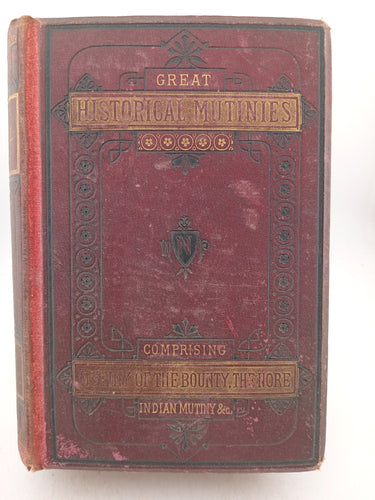 GREAT
HISTORICAL MUTINIES
N
COMPRISING
OF THE BOUNTY, THE NORE
INDIAN MUTINY &c.